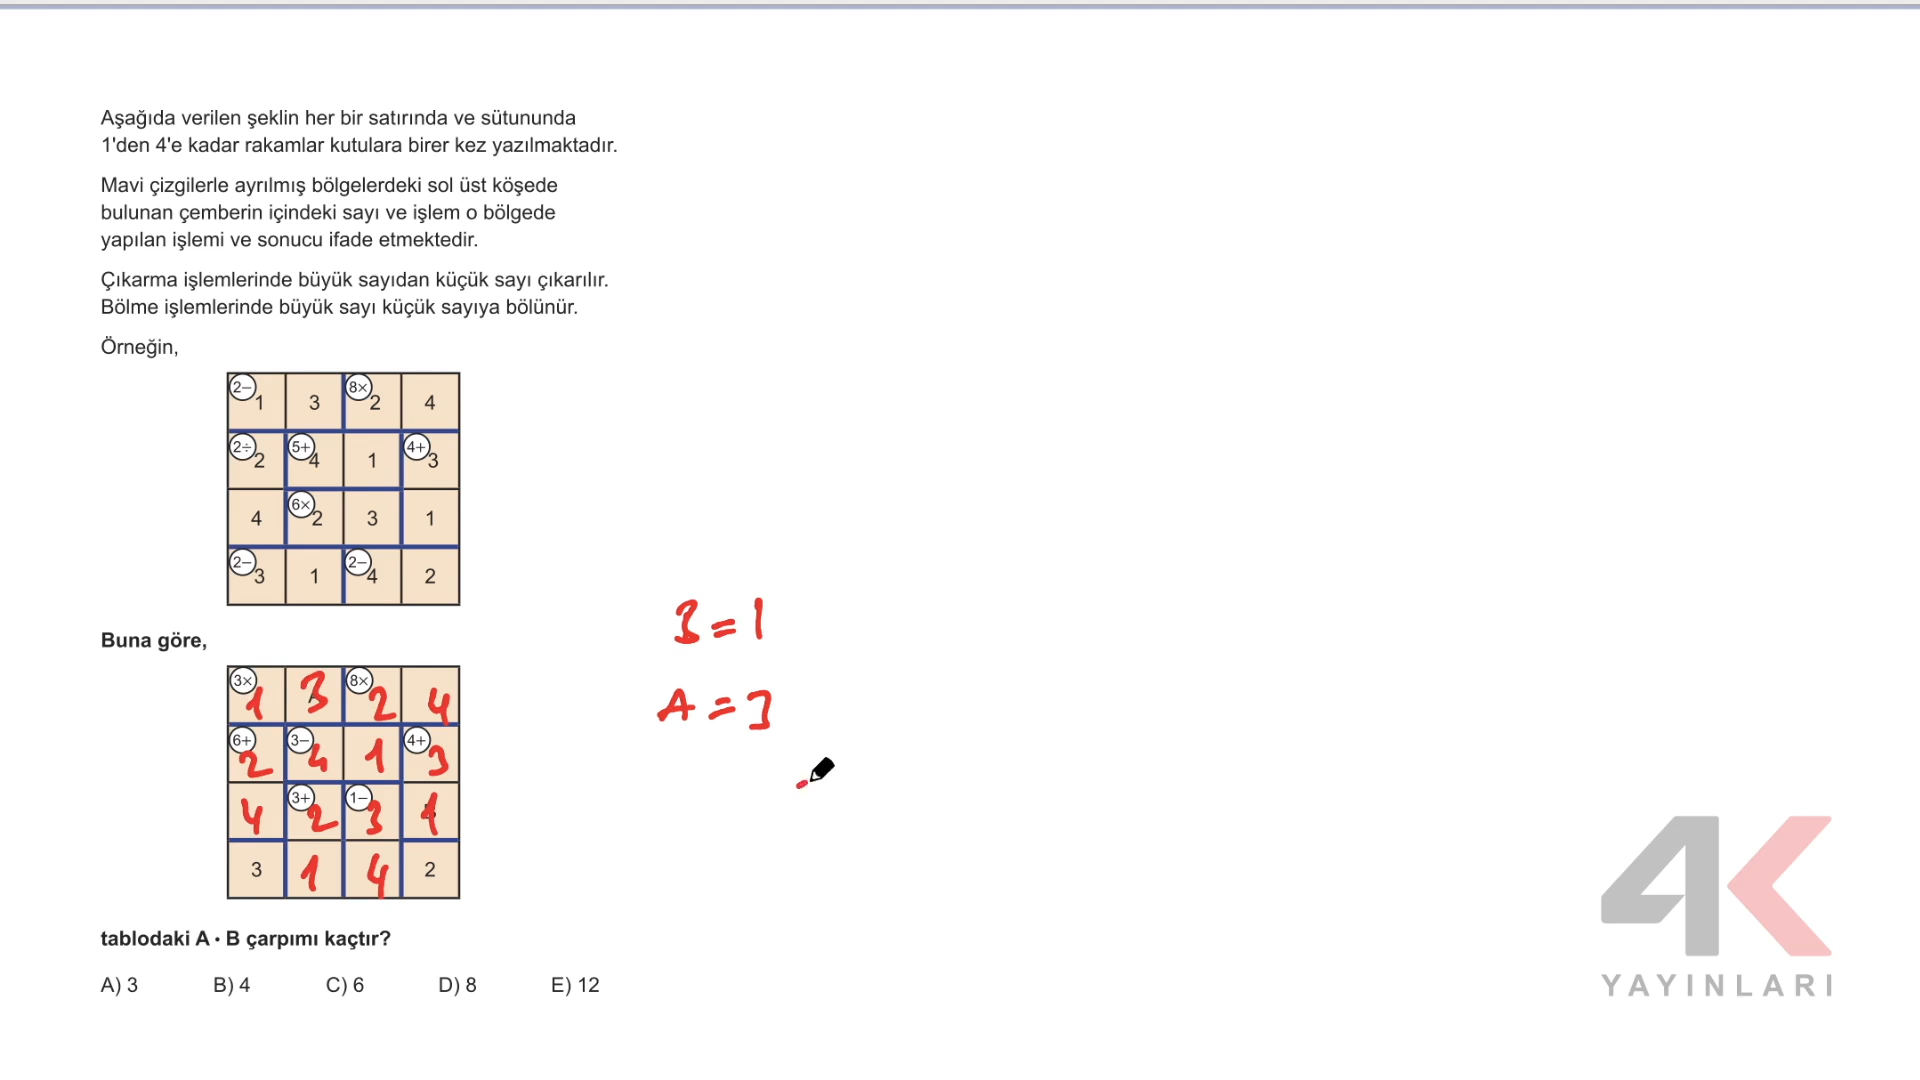 Aşağıda verilen şeklin her bir satırında ve sütununda
1'den 4'e kadar rakamlar kutulara birer kez yazılmaktadır.
Mavi çizgilerle ayrılmış bölgelerdeki sol üst köşede
bulunan çemberin içindeki sayı ve işlem o bölgede
yapılan işlemi ve sonucu ifade etmektedir.
Çıkarma işlemlerinde büyük sayıdan küçük sayı çıkarılır.
Bölme işlemlerinde büyük sayı küçük sayıya bölünür.
Örneğin,
2− 1 3 8× 2 4
2÷ 2 5+ 4 1 4+ 3
4 6× 2 3 1
2− 3 1 2− 4 2
Buna göre,
3× 1 3 8× 2 4
6+ 2 3− 4 1 4+ 3
4 3+ 2 1− 3 1
3 1 4 2
3 = 1
A = 3
tablodaki A · B çarpımı kaçtır?
A) 3 B) 4 C) 6 D) 8 E) 12
4K
YAYINLARI